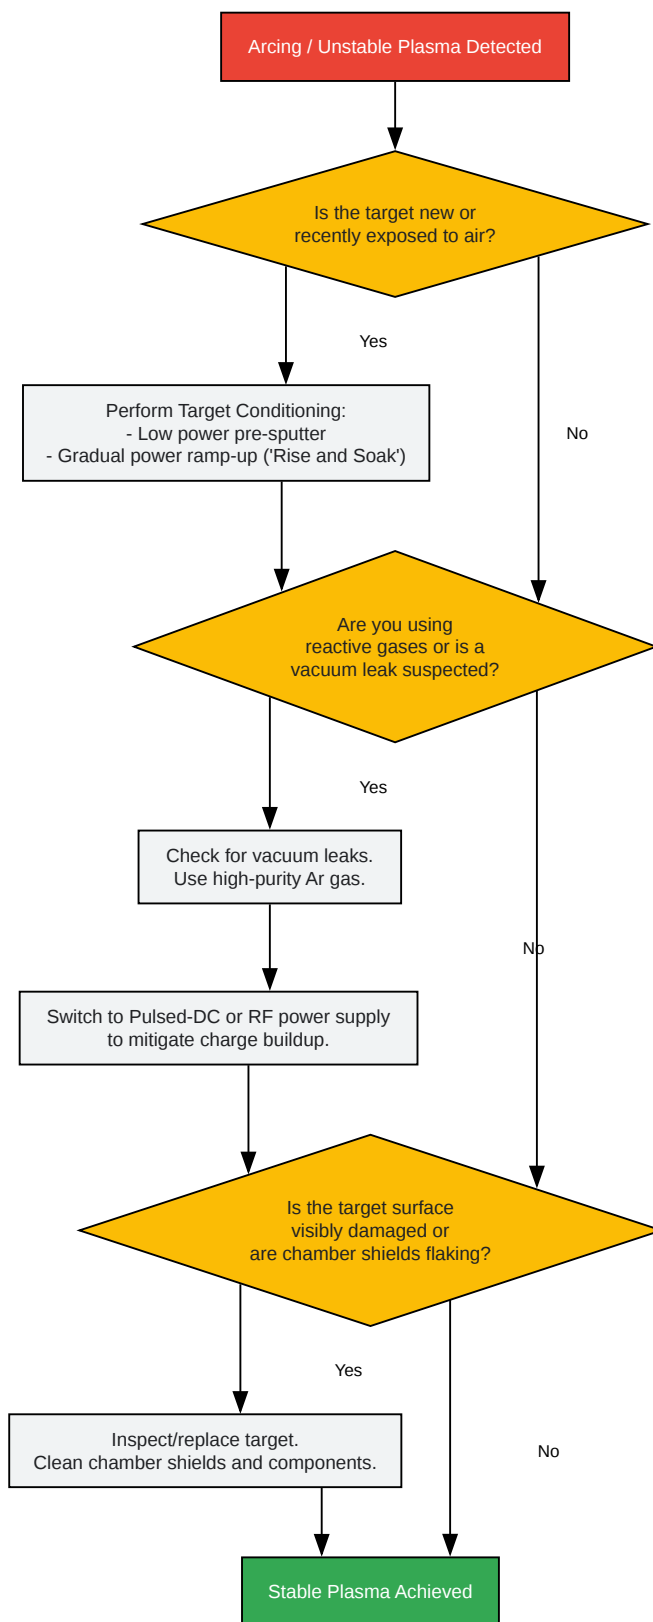 Arcing / Unstable Plasma Detected
Is the target new or
recently exposed to air?
Yes
Perform Target Conditioning:
- Low power pre-sputter
- Gradual power ramp-up ('Rise and Soak')
No
Are you using
reactive gases or is a
vacuum leak suspected?
Yes
Check for vacuum leaks.
Use high-purity Ar gas.
No
Switch to Pulsed-DC or RF power supply
to mitigate charge buildup.
Is the target surface
visibly damaged or
are chamber shields flaking?
Yes
Inspect/replace target.
Clean chamber shields and components.
No
Stable Plasma Achieved